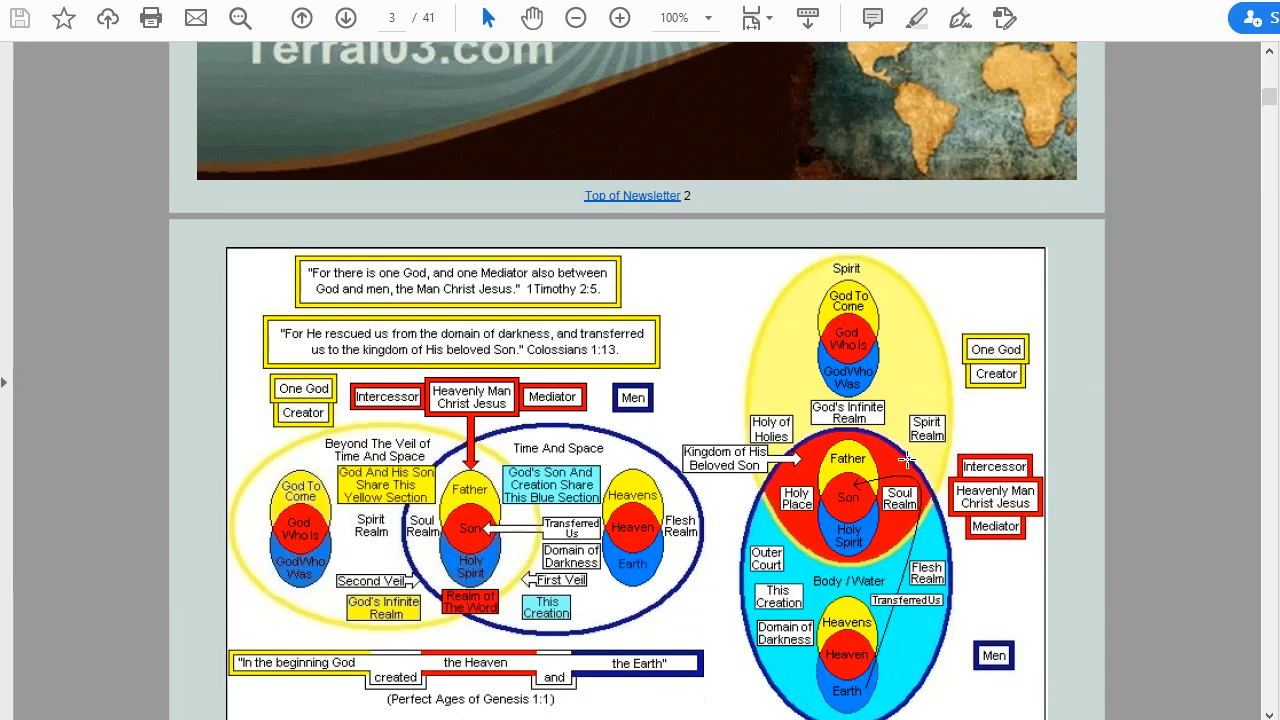 3 / 41
100%
S
Terral03.com
Top of Newsletter 2
"For there is one God, and one Mediator also between
God and men, the Man Christ Jesus." 1Timothy 2:5.
"For He rescued us from the domain of darkness, and transferred
us to the kingdom of His beloved Son." Colossians 1:13.
One God
Creator
Intercessor
Heavenly Man
Christ Jesus
Mediator
Men
Beyond The Veil of
Time And Space
Time And Space
God And His Son
Share This
Yellow Section
God's Son And
Creation Share
This Blue Section
God To
Come
God
Who Is
God Who
Was
Spirit
Realm
Soul
Realm
Father
Son
Holy
Spirit
Transferred
Us
Domain of
Darkness
Heavens
Heaven
Earth
Flesh
Realm
Second Veil
First Veil
God's Infinite
Realm
Realm of
The Word
This
Creation
"In the beginning God
created
the Heaven
and
the Earth"
(Perfect Ages of Genesis 1:1)
Spirit
God To
Come
God
Who Is
God Who
Was
God's Infinite
Realm
One God
Creator
Holy of
Holies
Spirit
Realm
Kingdom of His
Beloved Son
Father
Son
Holy
Spirit
Holy
Place
Soul
Realm
Intercessor
Heavenly Man
Christ Jesus
Mediator
Outer
Court
Body / Water
Flesh
Realm
This
Creation
Transferred Us
Domain of
Darkness
Heavens
Heaven
Earth
Men